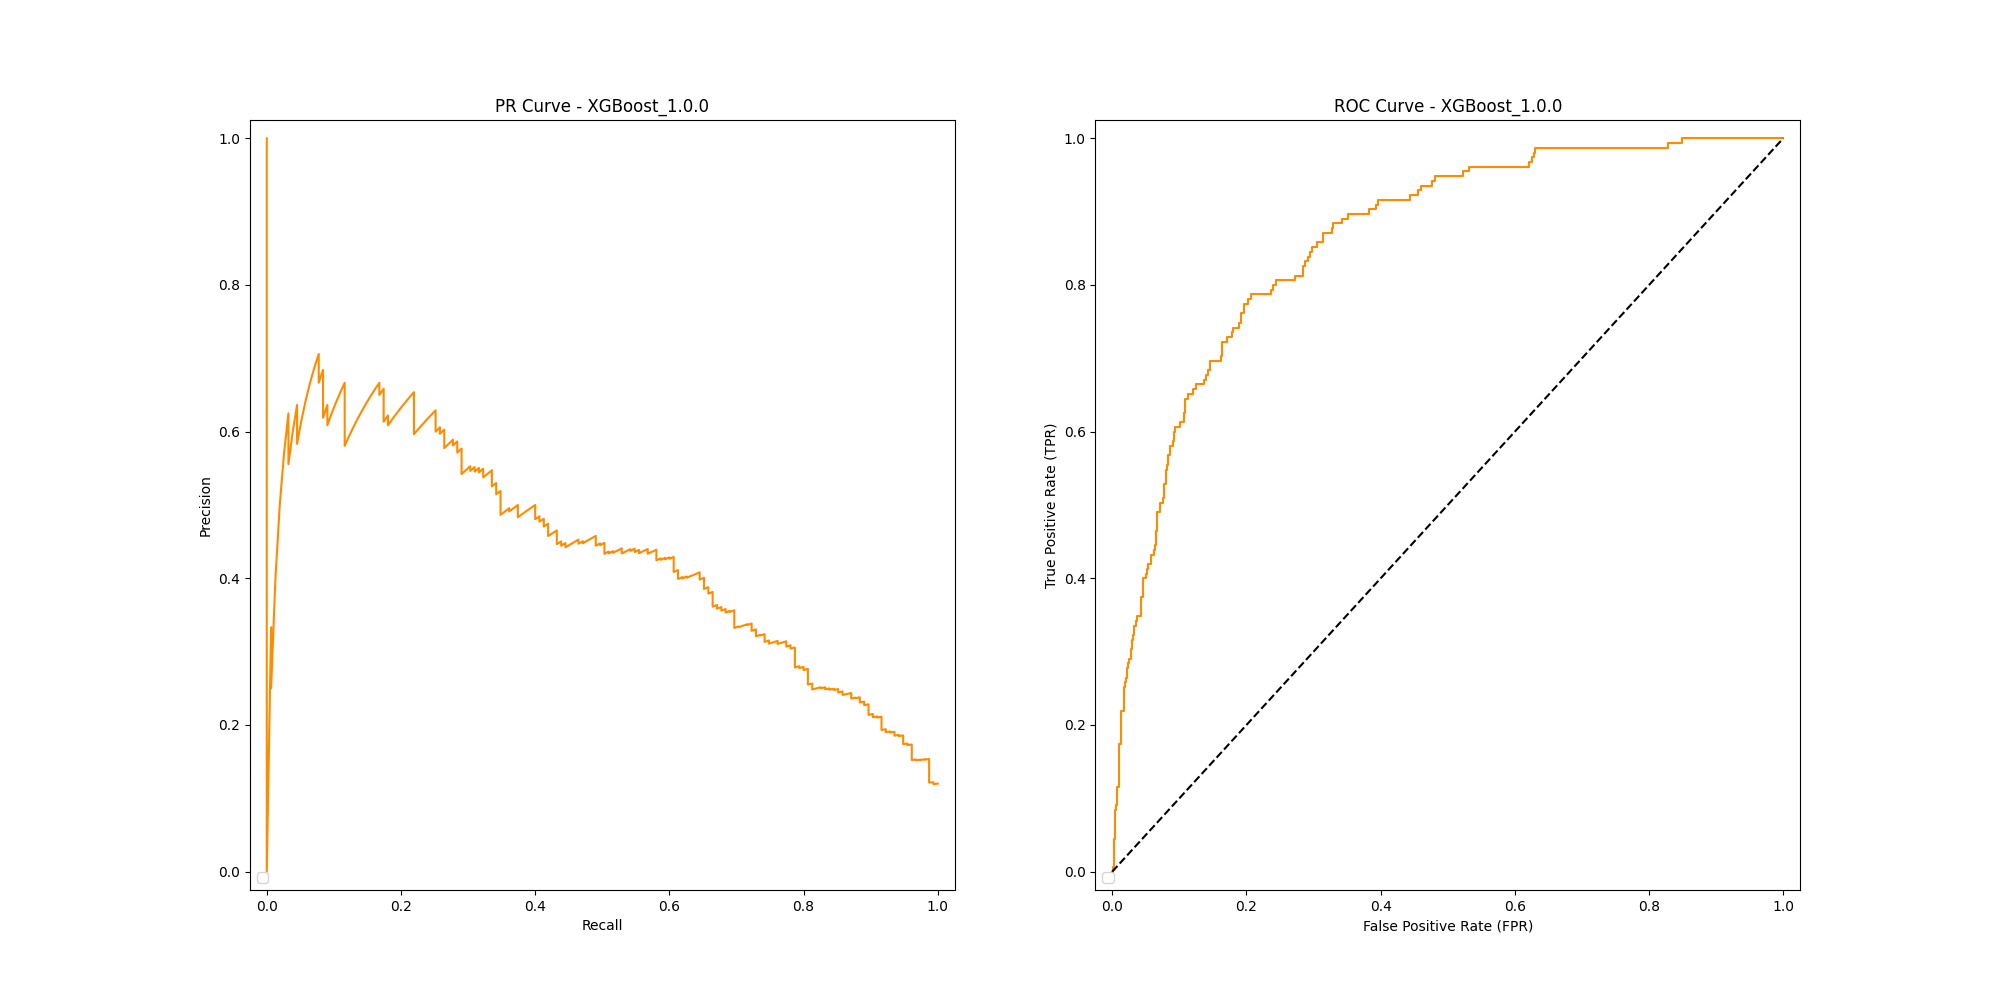 PR Curve - XGBoost_1.0.0
1.0
0.8
0.6
0.4
0.2
0.0
Precision
0.0 0.2 0.4 0.6 0.8 1.0
Recall
ROC Curve - XGBoost_1.0.0
1.0
0.8
0.6
0.4
0.2
0.0
True Positive Rate (TPR)
0.0 0.2 0.4 0.6 0.8 1.0
False Positive Rate (FPR)